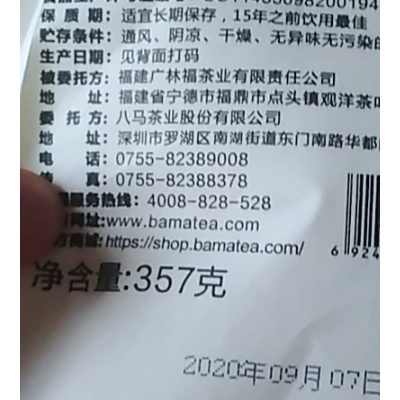 保 质 期: 适宜长期保存，15年之前饮用最佳
贮存条件: 通风、阴凉、干燥、无异味无污染的
生产日期: 见背面打码
被委托方: 福建广林福茶业有限责任公司
地 址: 福建省宁德市福鼎市点头镇观洋茶
委 托 方: 八马茶业股份有限公司
地 址: 深圳市罗湖区南湖街道东门南路华都
电 话: 0755-82389008
真: 0755-82388378
服务热线: 4008-828-528
网址:www.bamatea.com
商城:https://shop.bamatea.com/
净含量:357克
6 924
2020年09月07日